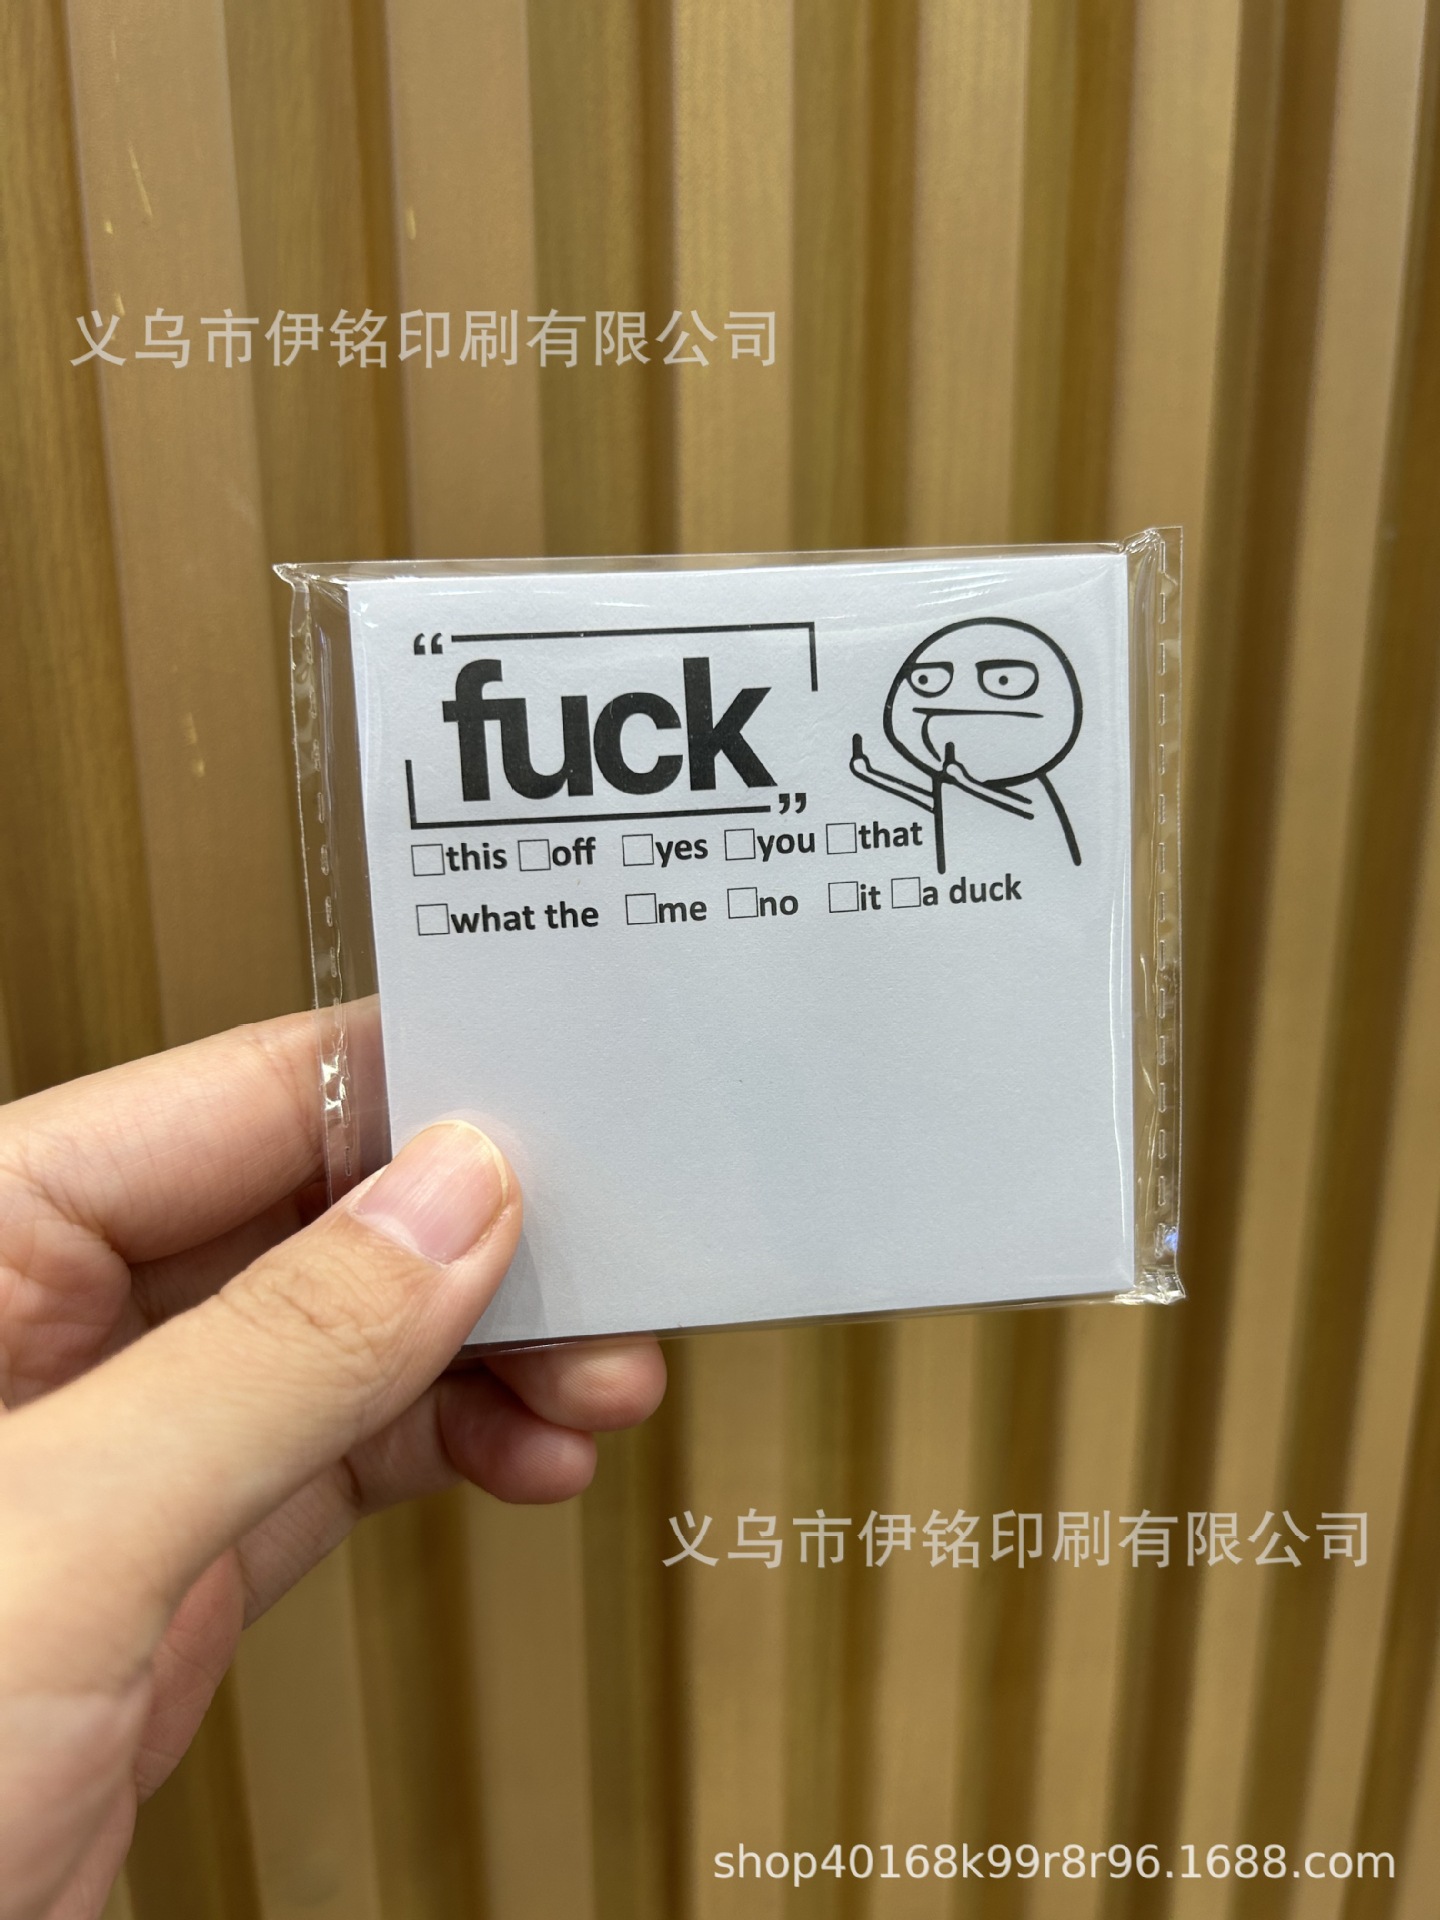 义乌市伊铭印刷有限公司
“fuck”
□this □off □yes □you □that
□what the □me □no □it □a duck
义乌市伊铭印刷有限公司
shop40168k99r8r96.1688.com